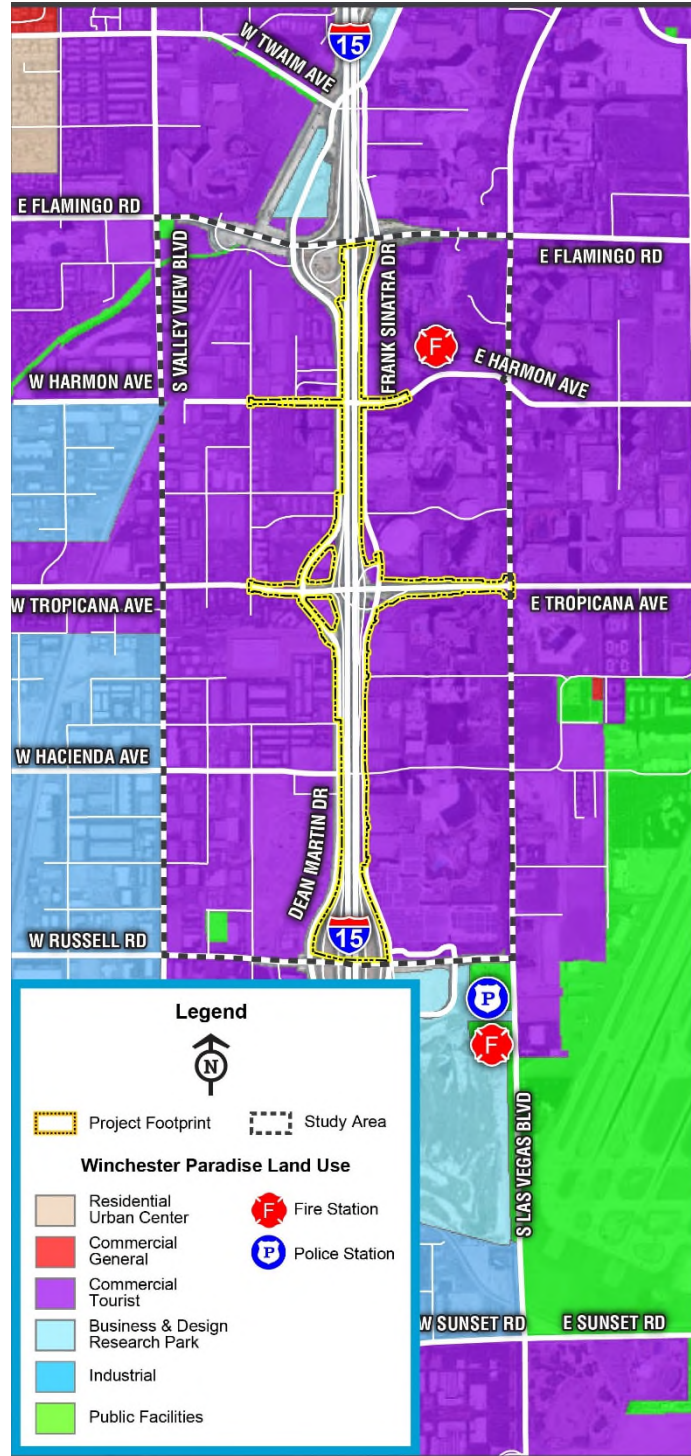 W TWAIM AVE
15
E FLAMINGO RD
E FLAMINGO RD
S VALLEY VIEW BLVD
FRANK SINATRA DR
F
W HARMON AVE
E HARMON AVE
W TROPICANA AVE
E TROPICANA AVE
W HACIENDA AVE
DEAN MARTIN DR
W RUSSELL RD
15
P
F
S LAS VEGAS BLVD
W SUNSET RD
E SUNSET RD
Legend
N
Project Footprint
Study Area
Winchester Paradise Land Use
Residential
Urban Center
Commercial
General
Commercial
Tourist
Business & Design
Research Park
Industrial
Public Facilities
F
Fire Station
P
Police Station